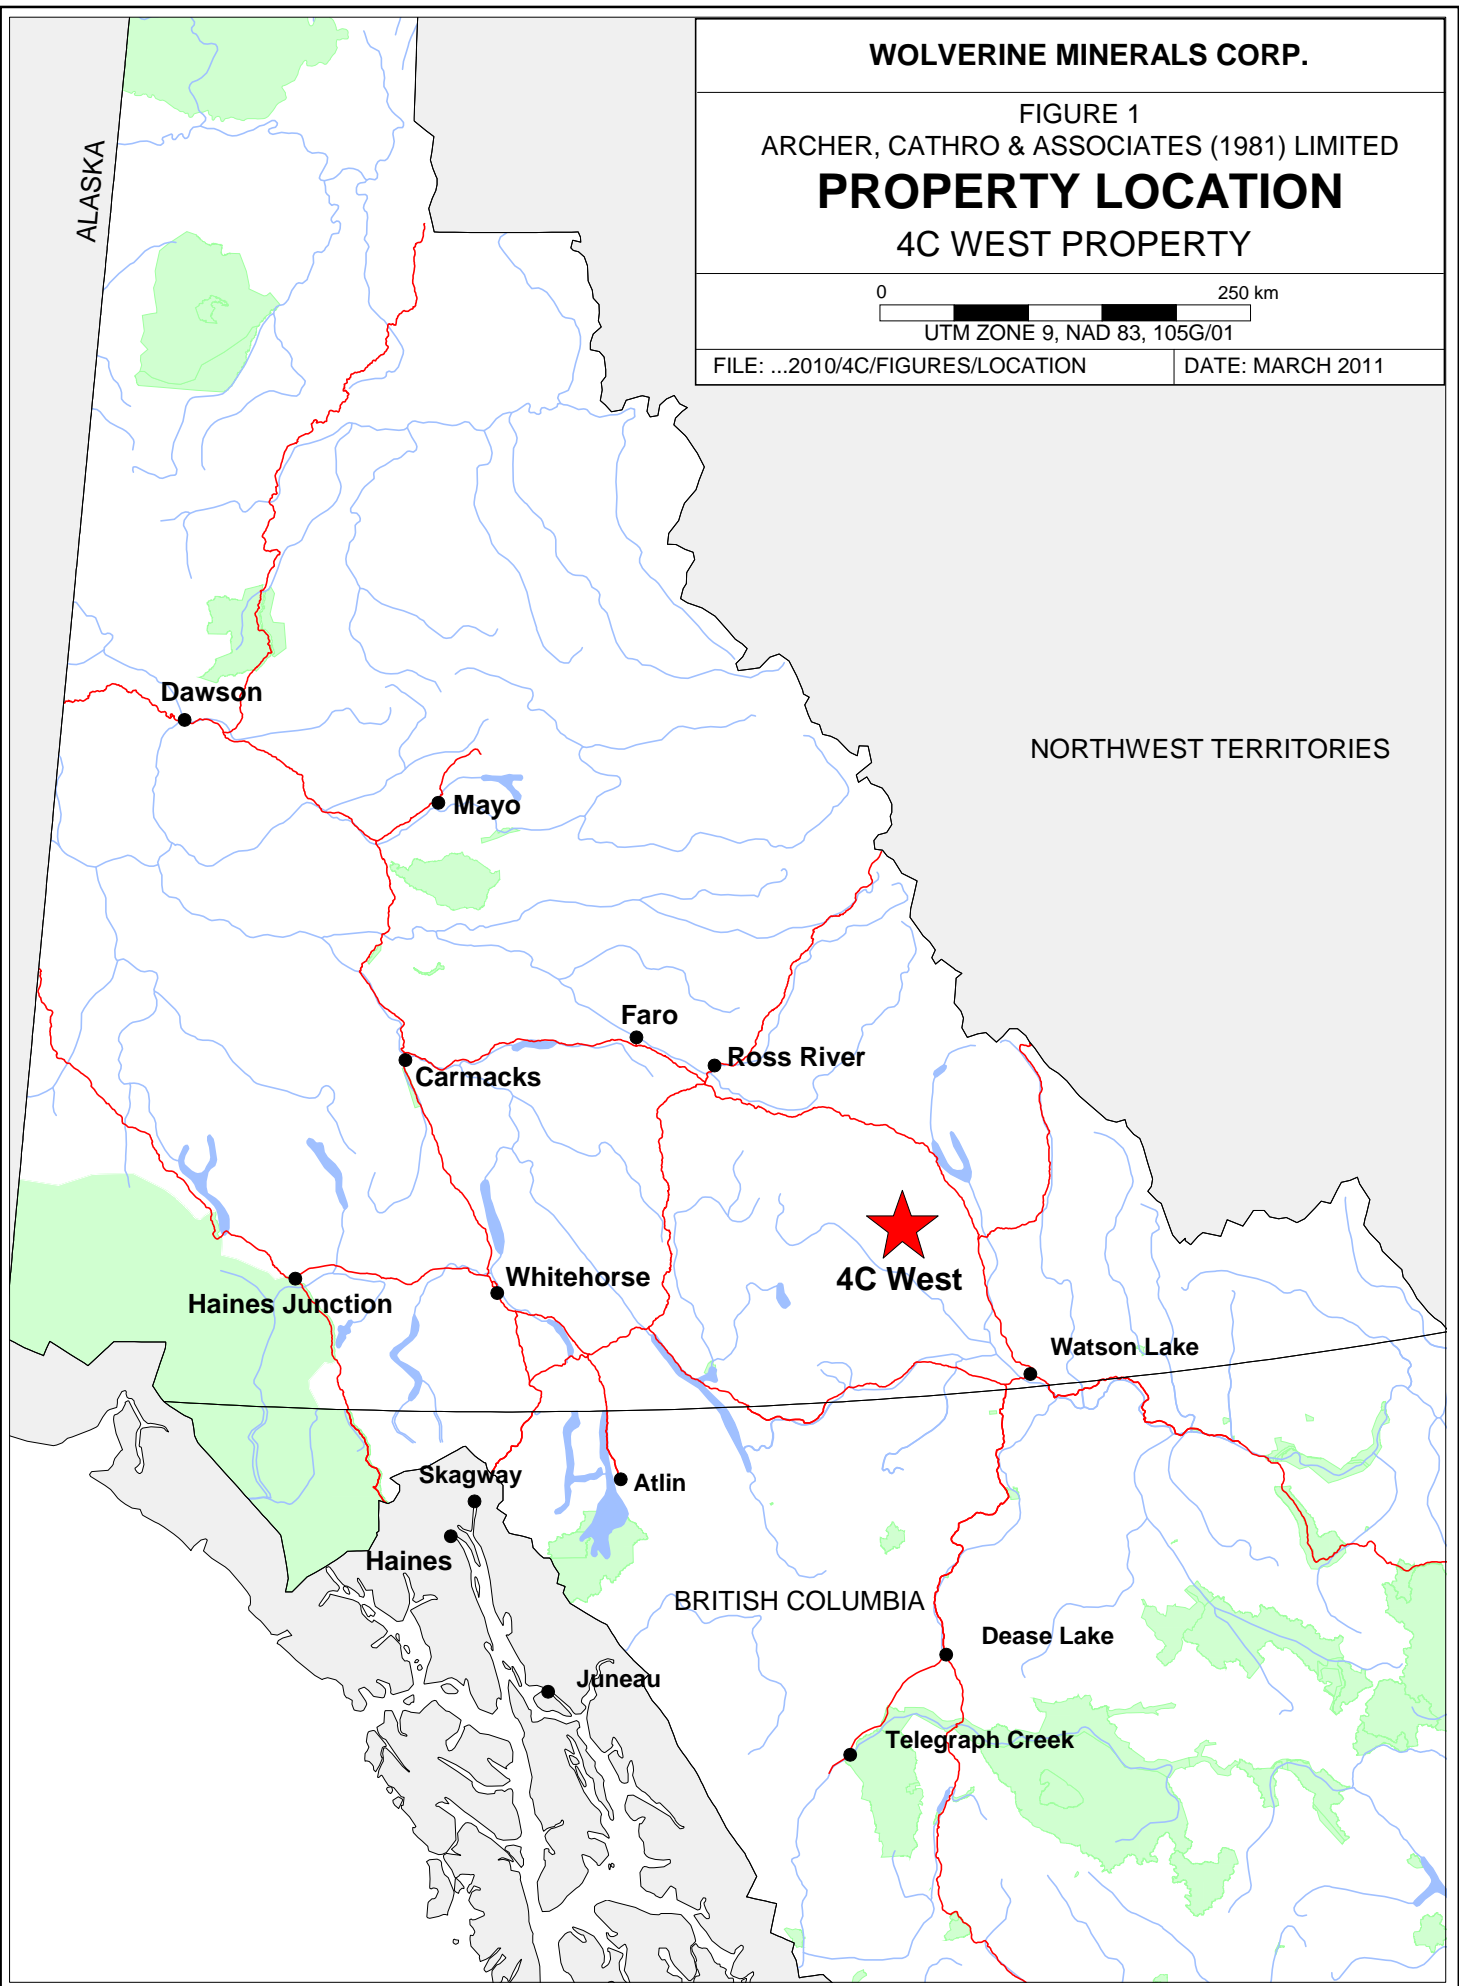 WOLVERINE MINERALS CORP.
FIGURE 1
ARCHER, CATHRO & ASSOCIATES (1981) LIMITED
PROPERTY LOCATION
4C WEST PROPERTY
0 250 km
UTM ZONE 9, NAD 83, 105G/01
FILE: ...2010/4C/FIGURES/LOCATION DATE: MARCH 2011
ALASKA
Dawson
NORTHWEST TERRITORIES
Mayo
Faro
Ross River
Carmacks
Whitehorse
4C West
Haines Junction
Watson Lake
Skagway
Atlin
Haines
BRITISH COLUMBIA
Dease Lake
Juneau
Telegraph Creek